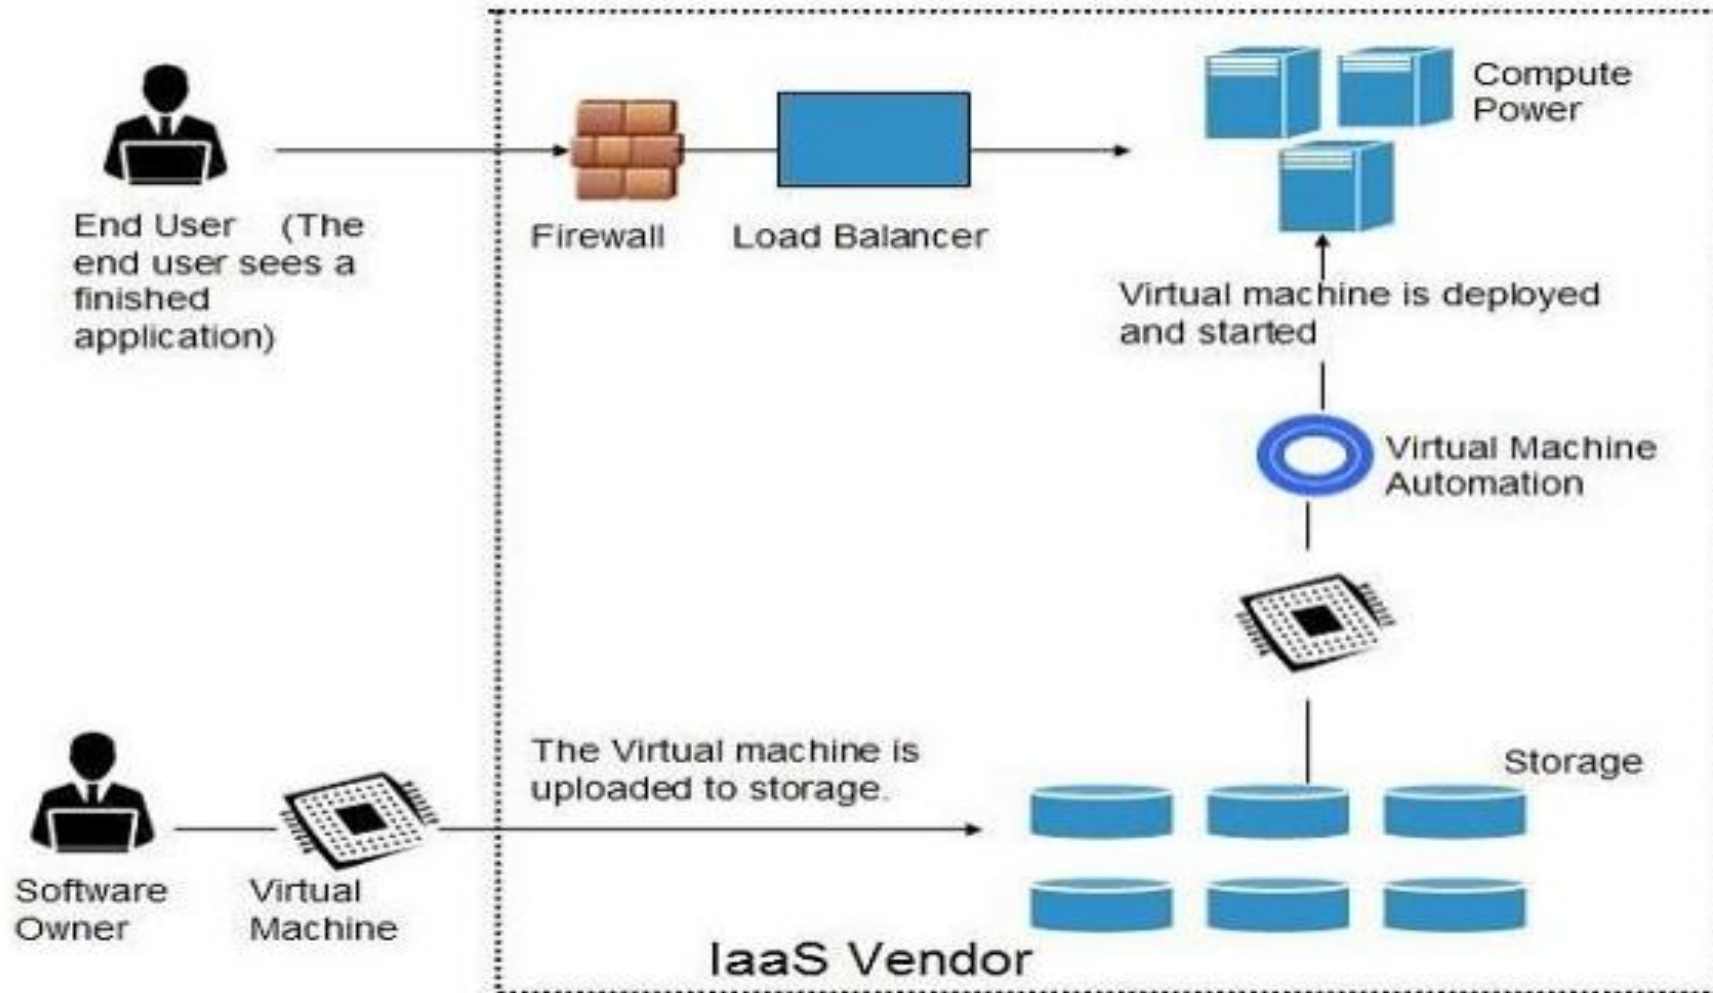 Compute
Power
End User (The
end user sees a
finished
application)
Firewall
Load Balancer
Virtual machine is deployed
and started
Virtual Machine
Automation
The Virtual machine is
uploaded to storage.
Storage
Software
Owner
Virtual
Machine
IaaS Vendor